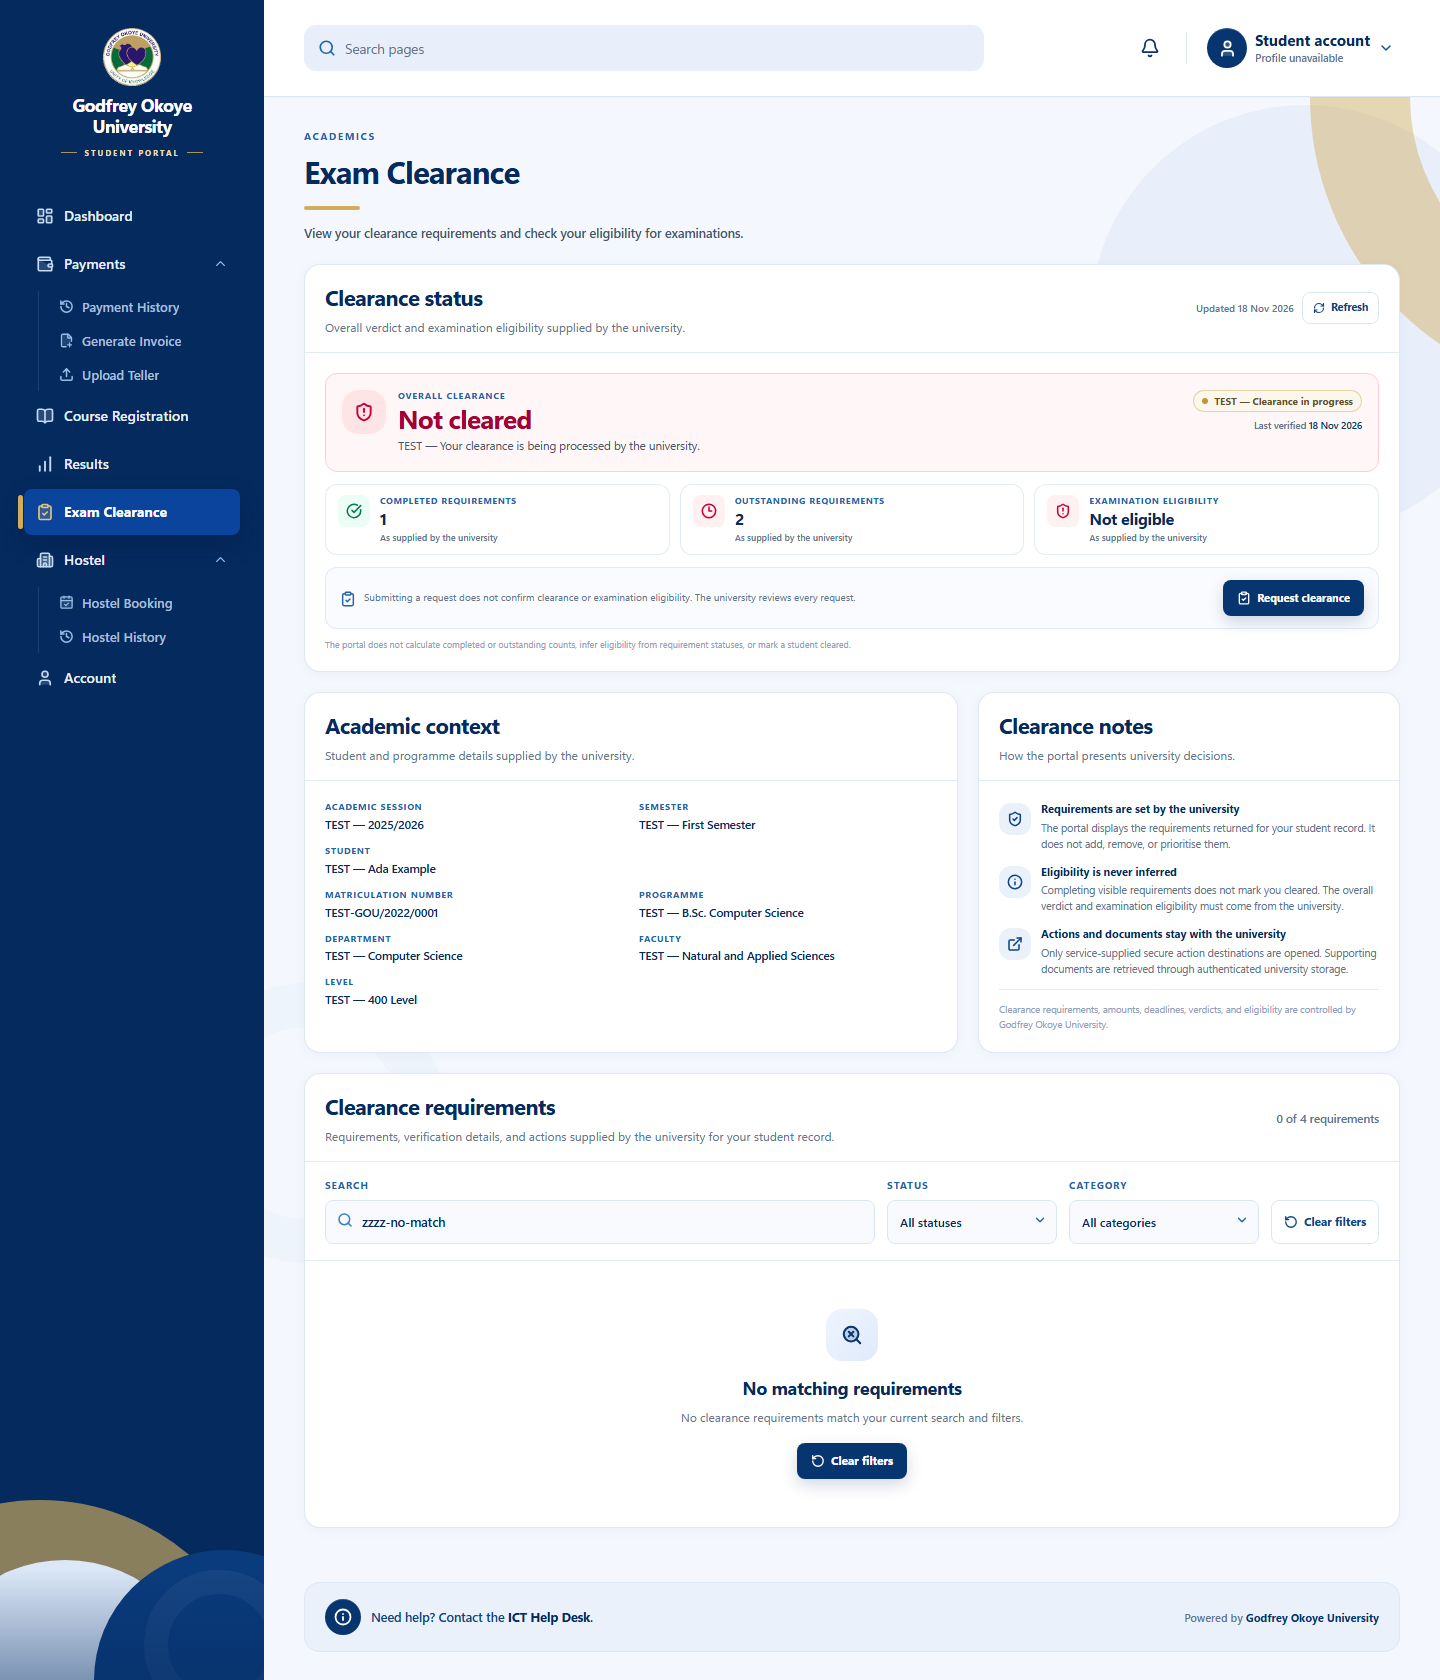 GODFREY OKOYE UNIVERSITY
UNITY OF KNOWLEDGE
Godfrey Okoye
University
STUDENT PORTAL
Dashboard
Payments
Payment History
Generate Invoice
Upload Teller
Course Registration
Results
Exam Clearance
Hostel
Hostel Booking
Hostel History
Account
Search pages
Student account
Profile unavailable
ACADEMICS
Exam Clearance
View your clearance requirements and check your eligibility for examinations.
Clearance status
Overall verdict and examination eligibility supplied by the university.
Updated 18 Nov 2026
Refresh
OVERALL CLEARANCE
Not cleared
TEST — Your clearance is being processed by the university.
TEST — Clearance in progress
Last verified 18 Nov 2026
COMPLETED REQUIREMENTS
1
As supplied by the university
OUTSTANDING REQUIREMENTS
2
As supplied by the university
EXAMINATION ELIGIBILITY
Not eligible
As supplied by the university
Submitting a request does not confirm clearance or examination eligibility. The university reviews every request.
Request clearance
The portal does not calculate completed or outstanding counts, infer eligibility from requirement statuses, or mark a student cleared.
Academic context
Student and programme details supplied by the university.
ACADEMIC SESSION
TEST — 2025/2026
SEMESTER
TEST — First Semester
STUDENT
TEST — Ada Example
MATRICULATION NUMBER
TEST-GOU/2022/0001
PROGRAMME
TEST — B.Sc. Computer Science
DEPARTMENT
TEST — Computer Science
FACULTY
TEST — Natural and Applied Sciences
LEVEL
TEST — 400 Level
Clearance notes
How the portal presents university decisions.
Requirements are set by the university
The portal displays the requirements returned for your student record. It
does not add, remove, or prioritise them.
Eligibility is never inferred
Completing visible requirements does not mark you cleared. The overall
verdict and examination eligibility must come from the university.
Actions and documents stay with the university
Only service-supplied secure action destinations are opened. Supporting
documents are retrieved through authenticated university storage.
Clearance requirements, amounts, deadlines, verdicts, and eligibility are controlled by
Godfrey Okoye University.
Clearance requirements
Requirements, verification details, and actions supplied by the university for your student record.
0 of 4 requirements
SEARCH
zzzz-no-match
STATUS
All statuses
CATEGORY
All categories
Clear filters
No matching requirements
No clearance requirements match your current search and filters.
Clear filters
Need help? Contact the ICT Help Desk.
Powered by Godfrey Okoye University